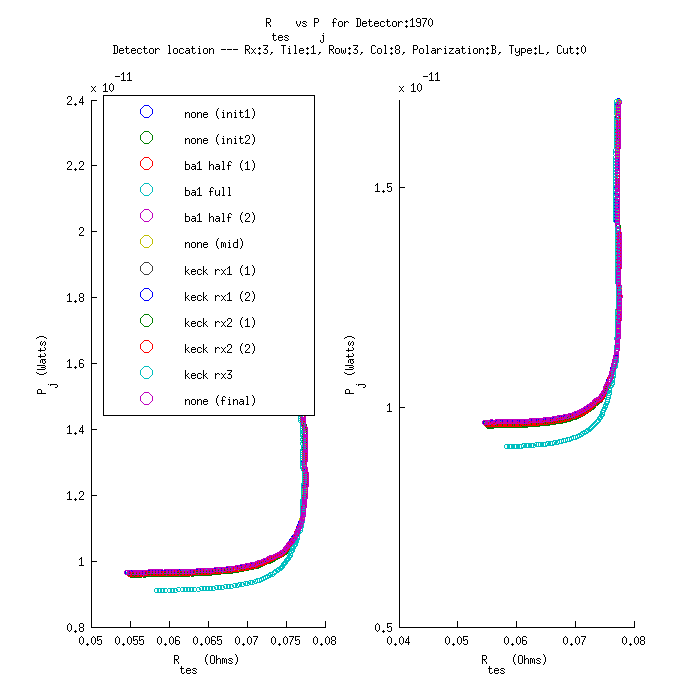 R tes vs P j for Detector:1970
Detector location --- Rx:3, Tile:1, Row:3, Col:8, Polarization:B, Type:L, Cut:0
x 10 -11
2.4
2.2
2
1.8
1.6
1.4
1.2
1
0.8
P j (Watts)
0.05 0.055 0.06 0.065 0.07 0.075 0.08
R tes (Ohms)
none (init1)
none (init2)
ba1 half (1)
ba1 full
ba1 half (2)
none (mid)
keck rx1 (1)
keck rx1 (2)
keck rx2 (1)
keck rx2 (2)
keck rx3
none (final)
x 10 -11
1.5
1
0.5
P j (Watts)
0.04 0.05 0.06 0.07 0.08
R tes (Ohms)